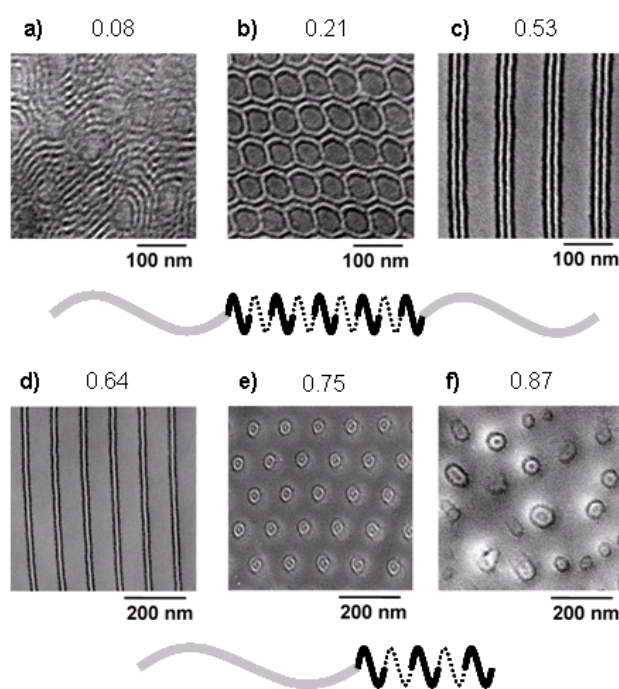 a) 0.08 b) 0.21 c) 0.53
100 nm 100 nm 100 nm
d) 0.64 e) 0.75 f) 0.87
200 nm 200 nm 200 nm